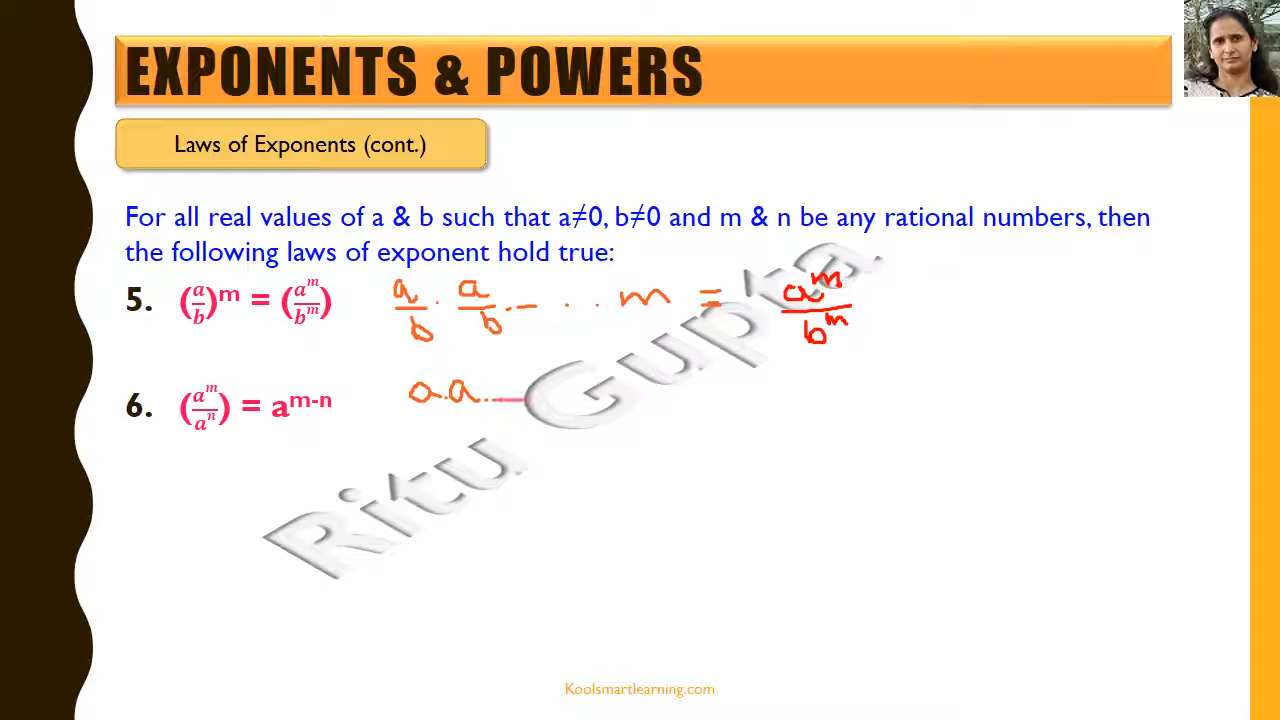 EXPONENTS & POWERS
Laws of Exponents (cont.)
For all real values of a & b such that a≠0, b≠0 and m & n be any rational numbers, then
the following laws of exponent hold true:
5. (a/b)^m = (a^m/b^m) a/b · a/b ·– · · m = a^m/b^m
6. (a^m/a^n) = a^m-n a.a...—
Ritu Gupta
Koolsmartlearning.com